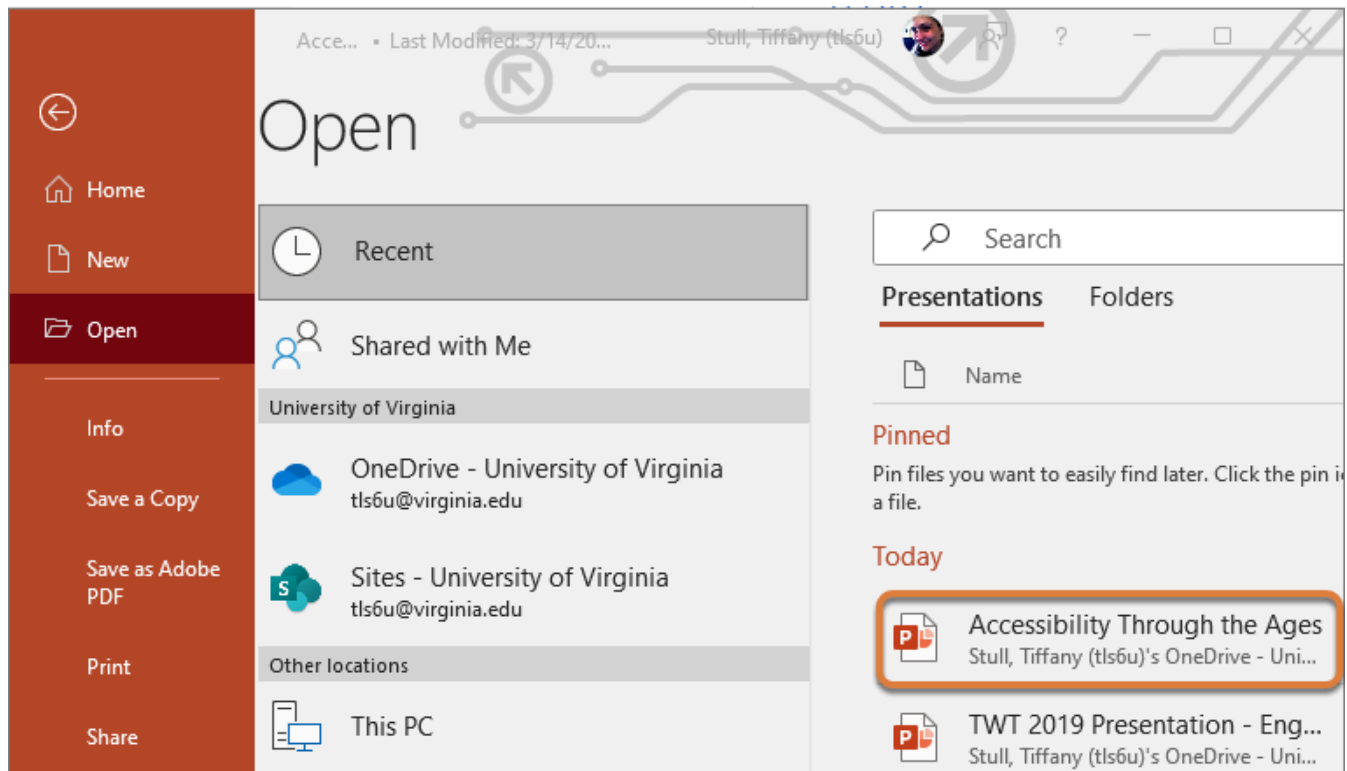 Acce... • Last Modified: 3/14/20... Stull, Tiffany (tls6u) ?
Open
Home
New
Open
Info
Save a Copy
Save as Adobe
PDF
Print
Share
Recent
Shared with Me
University of Virginia
OneDrive - University of Virginia
tls6u@virginia.edu
Sites - University of Virginia
tls6u@virginia.edu
Other locations
This PC
Search
Presentations Folders
Name
Pinned
Pin files you want to easily find later. Click the pin
a file.
Today
Accessibility Through the Ages
Stull, Tiffany (tls6u)'s OneDrive - Uni...
TWT 2019 Presentation - Eng...
Stull, Tiffany (tls6u)'s OneDrive - Uni...